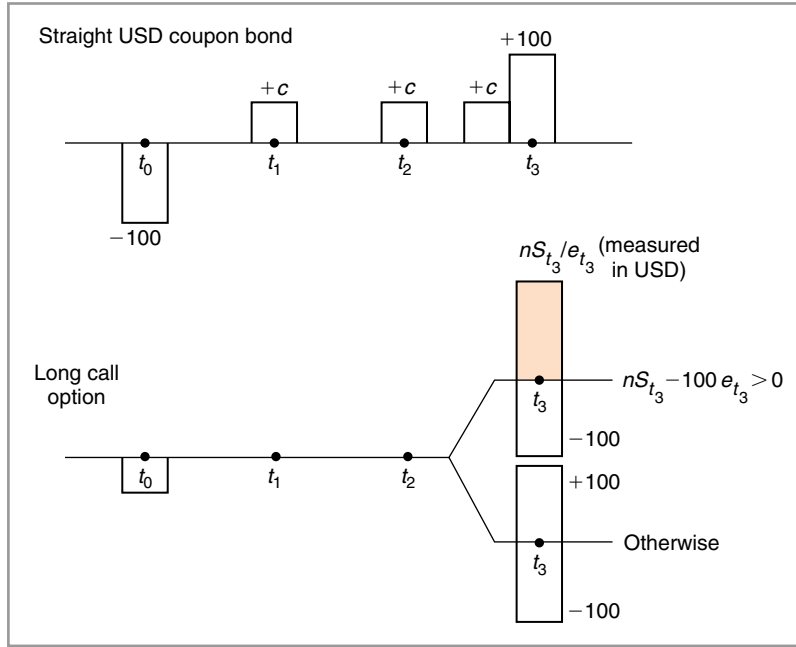 Straight USD coupon bond
+100
+c
+c
+c
t0
t1
t2
t3
−100
nSt3/et3 (measured
in USD)
Long call
option
nSt3−100 et3>0
t3
−100
t0
t1
t2
+100
Otherwise
t3
−100